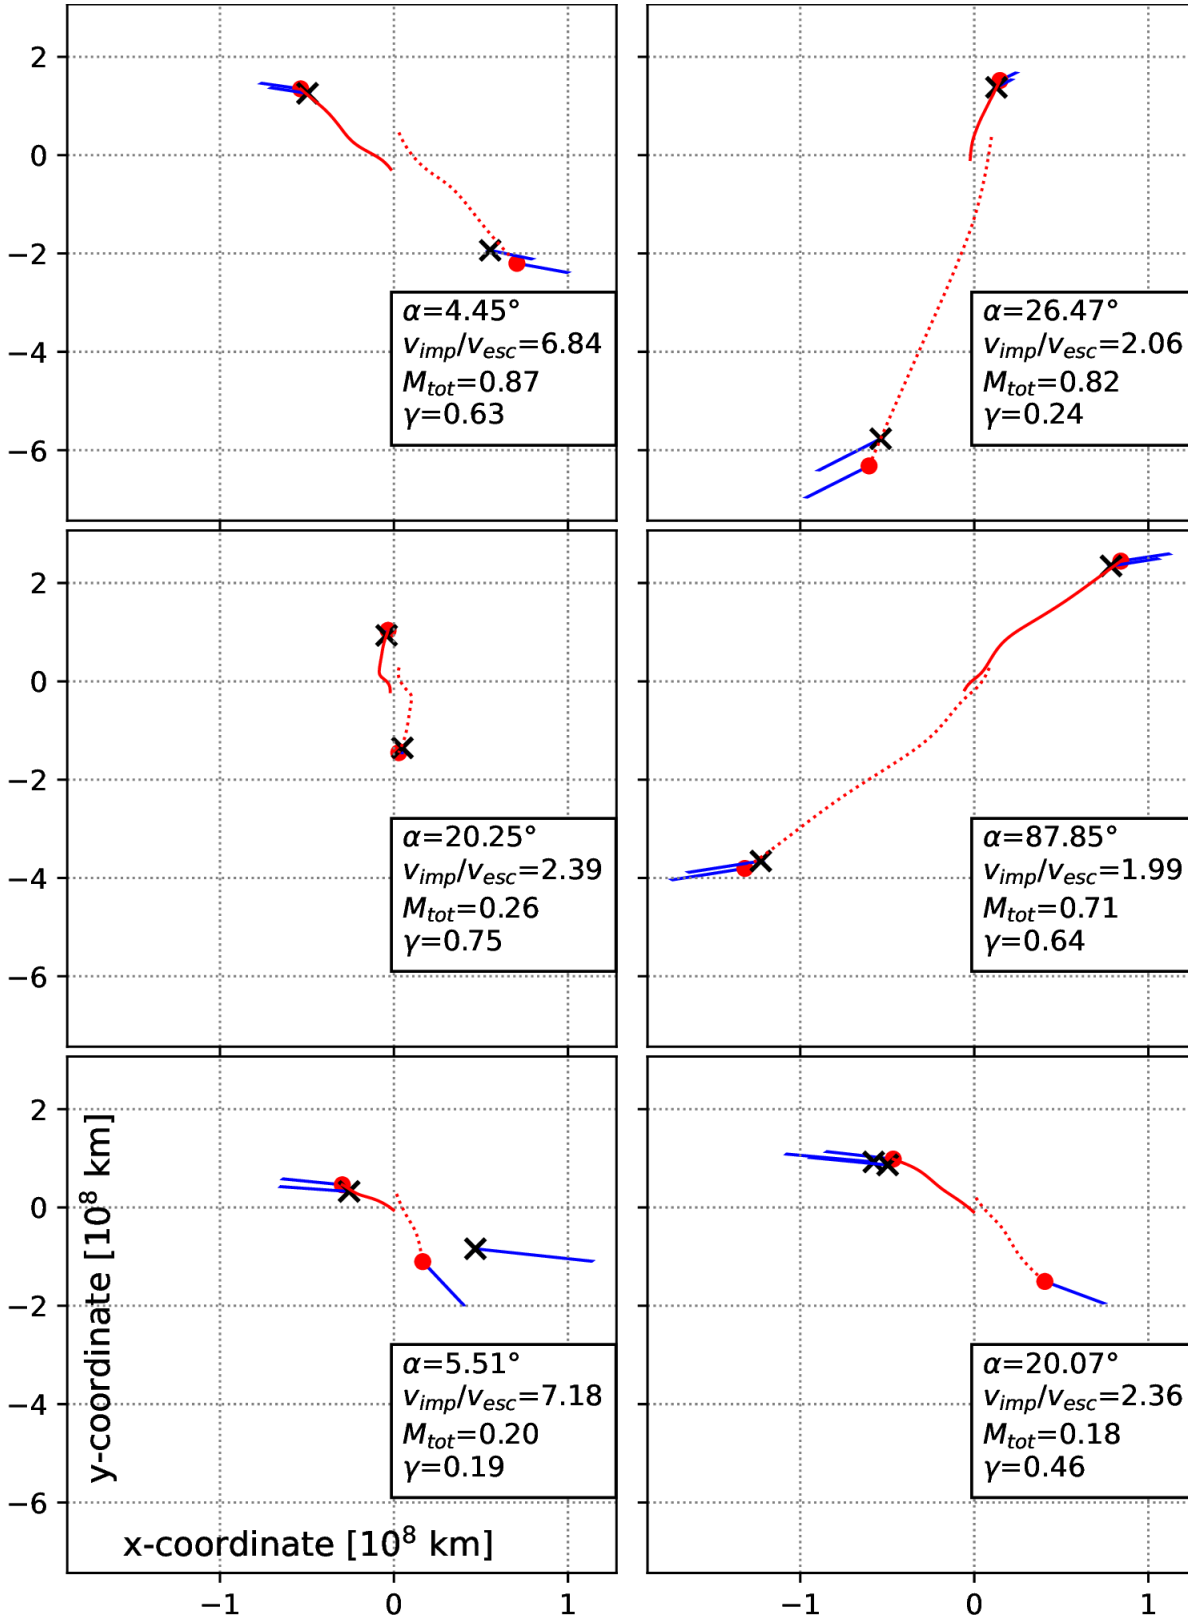 2
0
−2
−4
−6
α=4.45°
v_imp/v_esc=6.84
M_tot=0.87
γ=0.63
α=26.47°
v_imp/v_esc=2.06
M_tot=0.82
γ=0.24
2
0
−2
−4
−6
α=20.25°
v_imp/v_esc=2.39
M_tot=0.26
γ=0.75
α=87.85°
v_imp/v_esc=1.99
M_tot=0.71
γ=0.64
2
0
−2
−4
−6
y-coordinate [10⁸ km]
α=5.51°
v_imp/v_esc=7.18
M_tot=0.20
γ=0.19
α=20.07°
v_imp/v_esc=2.36
M_tot=0.18
γ=0.46
x-coordinate [10⁸ km]
−1 0 1
−1 0 1